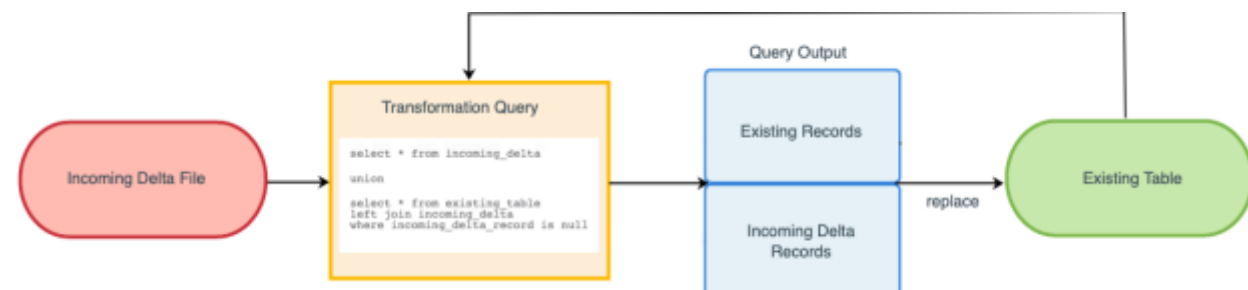 Query Output
Transformation Query
Existing Records
select * from incoming_delta
Incoming Delta File
union
Existing Table
replace
select * from existing_table
left join incoming_delta
where incoming_delta_record is null
Incoming Delta
Records